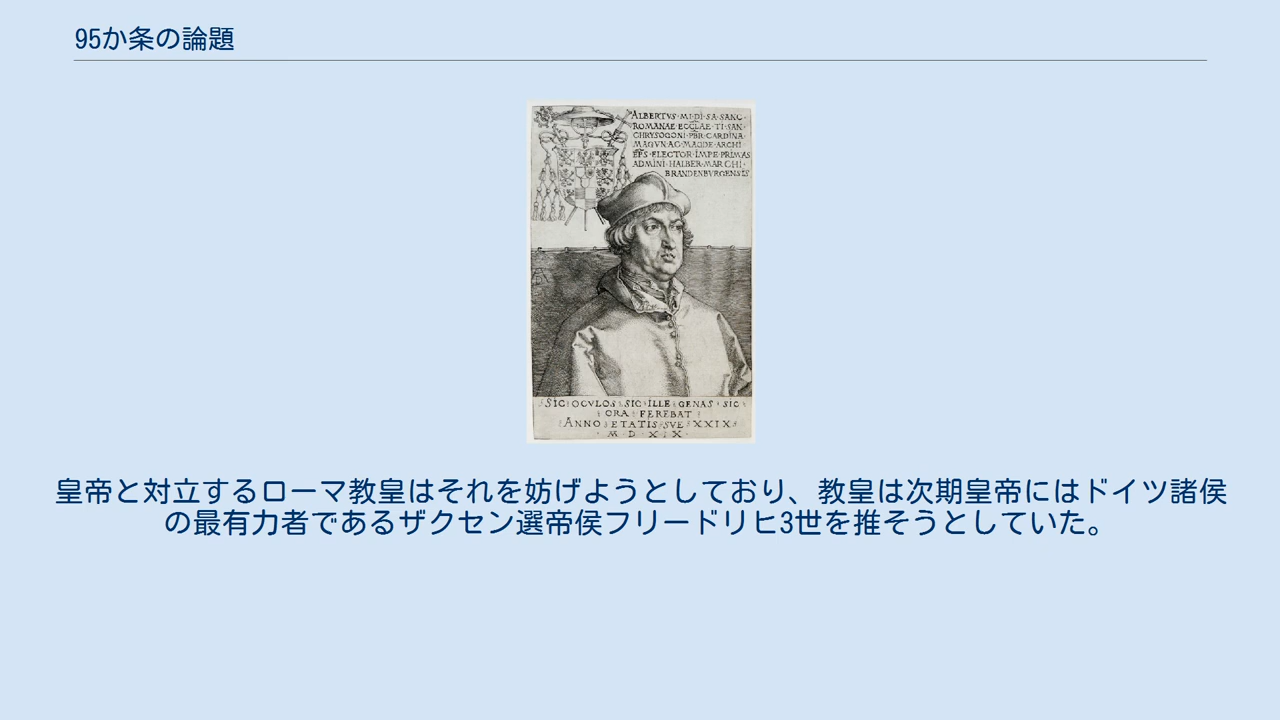 95か条の論題
ALBERTVS·MI·DI·SA·SANC·
ROMANAE·ECCLAE·TI·SAN·
CHRYSOGONI·PBR·CARDINA·
MAGVN·AC·MAGDE·ARCHI·
EPS·ELECTOR·IMPE·PRIMAS
ADMINI·HALBER·MARCHI·
BRANDENBVRGENSIS
SIC·OCVLOS·SIC·ILLE·GENAS·SIC·
ORA·FEREBAT
ANNO·ETATIS·SVE·XXIX·
·M·D·XIX·
皇帝と対立するローマ教皇はそれを妨げようとしており、教皇は次期皇帝にはドイツ諸侯
の最有力者であるザクセン選帝侯フリードリヒ3世を推そうとしていた。